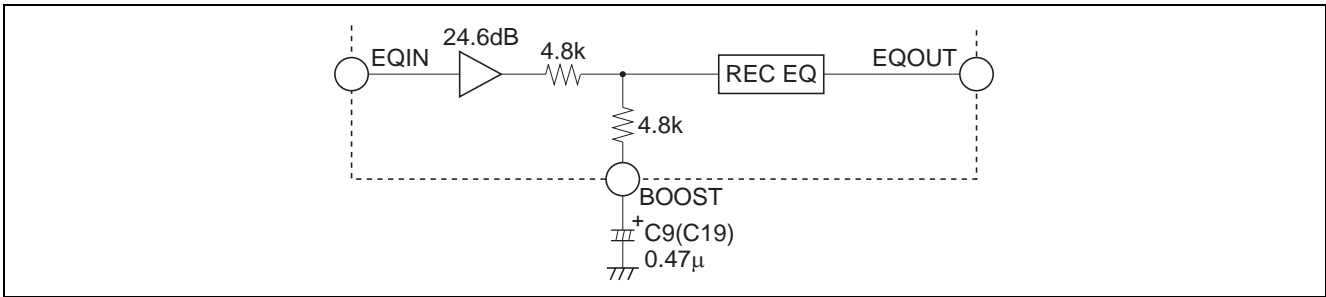 24.6dB
EQIN
4.8k
REC EQ
EQOUT
4.8k
BOOST
+
C9(C19)
0.47μ